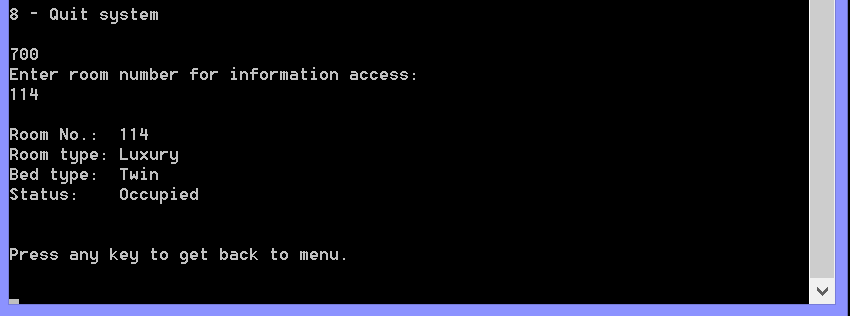 8 - Quit system
700
Enter room number for information access:
114
Room No.:  114
Room type: Luxury
Bed type:  Twin
Status:    Occupied
Press any key to get back to menu.